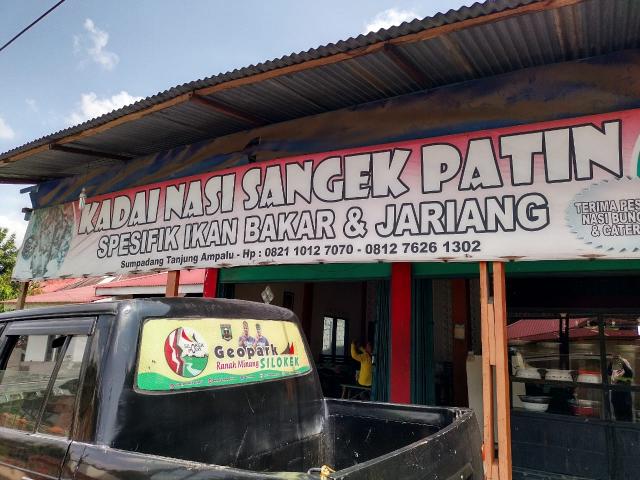 KADAI NASI SANGEK PATIN
SPESIFIK IKAN BAKAR & JARIANG
Sumpadang Tanjung Ampalu - Hp : 0821 1012 7070 - 0812 7626 1302
TERIMA PES
NASI BUN
& CATER
Geopark
Ranah Minang SILOKEK